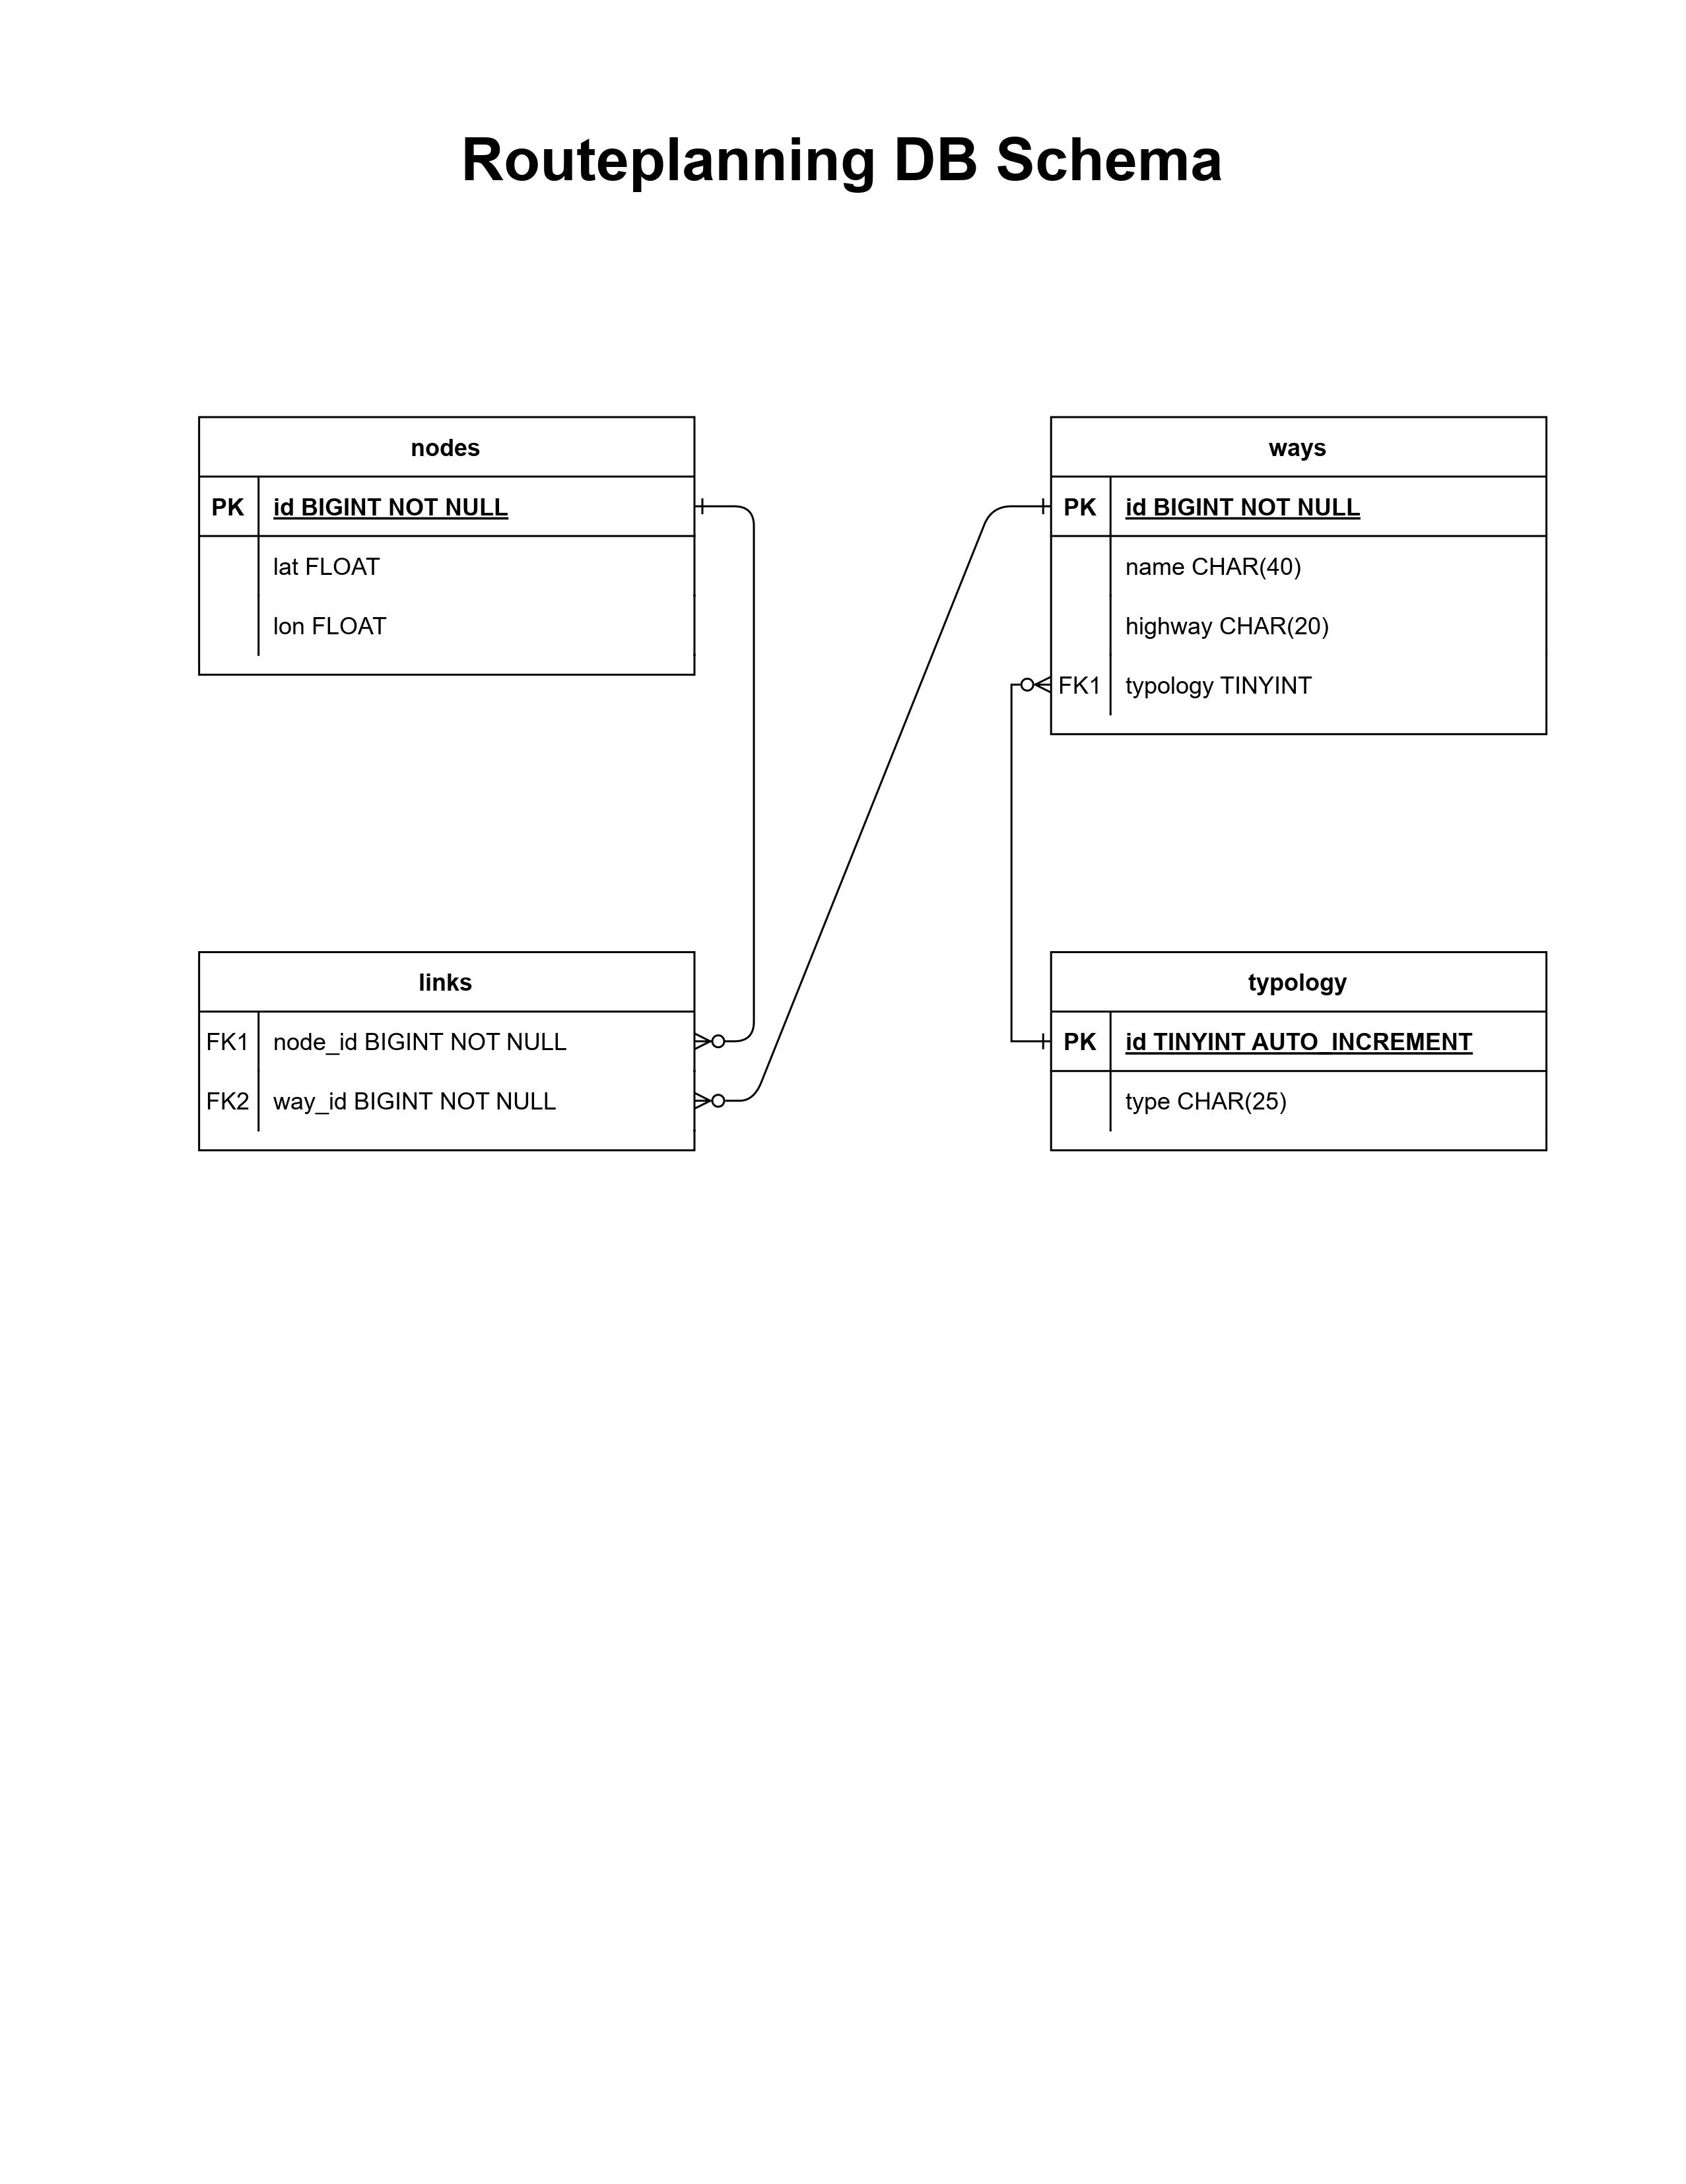 Routeplanning DB Schema
nodes
PK id BIGINT NOT NULL
lat FLOAT
lon FLOAT
ways
PK id BIGINT NOT NULL
name CHAR(40)
highway CHAR(20)
FK1 typology TINYINT
links
FK1 node_id BIGINT NOT NULL
FK2 way_id BIGINT NOT NULL
typology
PK id TINYINT AUTO_INCREMENT
type CHAR(25)